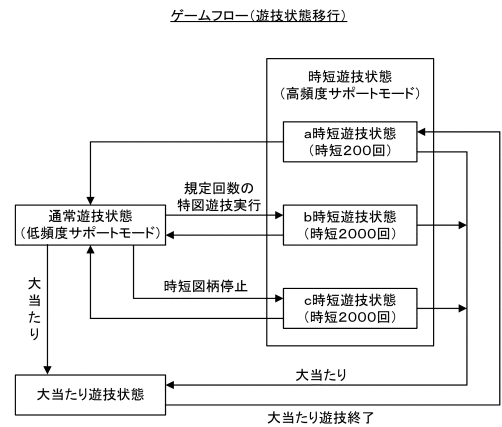 ゲームフロー(遊技状態移行)
時短遊技状態
(高頻度サポートモード)
a時短遊技状態
(時短200回)
規定回数の
特図遊技実行
通常遊技状態
(低頻度サポートモード)
b時短遊技状態
(時短2000回)
大当たり
時短図柄停止
c時短遊技状態
(時短2000回)
大当たり
大当たり遊技状態
大当たり遊技終了